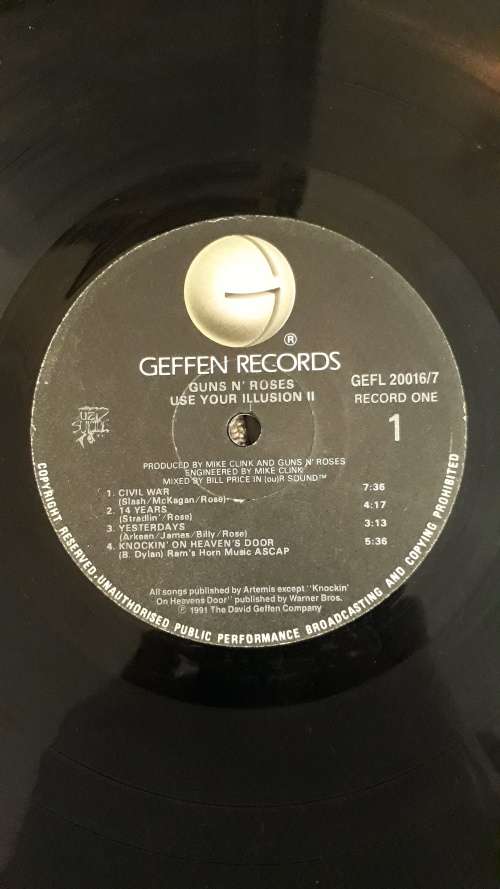 G
®
GEFFEN RECORDS
GUNS N' ROSES
USE YOUR ILLUSION II
GEFL 20016/7
RECORD ONE
1
PRODUCED BY MIKE CLINK AND GUNS N' ROSES
ENGINEERED BY MIKE CLINK
MIXED BY BILL PRICE IN (ou)R SOUND™
1. CIVIL WAR 7:36
(Slash/McKagan/Rose)
2. 14 YEARS 4:17
(Stradlin'/Rose)
3. YESTERDAYS 3:13
(Arkeen/James/Billy/Rose)
4. KNOCKIN' ON HEAVEN'S DOOR 5:36
(B. Dylan) Ram's Horn Music ASCAP
All songs published by Artemis except "Knockin'
On Heavens Door" published by Warner Bros.
℗ 1991 The David Geffen Company
COPYRIGHT RESERVED. UNAUTHORISED PUBLIC PERFORMANCE BROADCASTING AND COPYING PROHIBITED